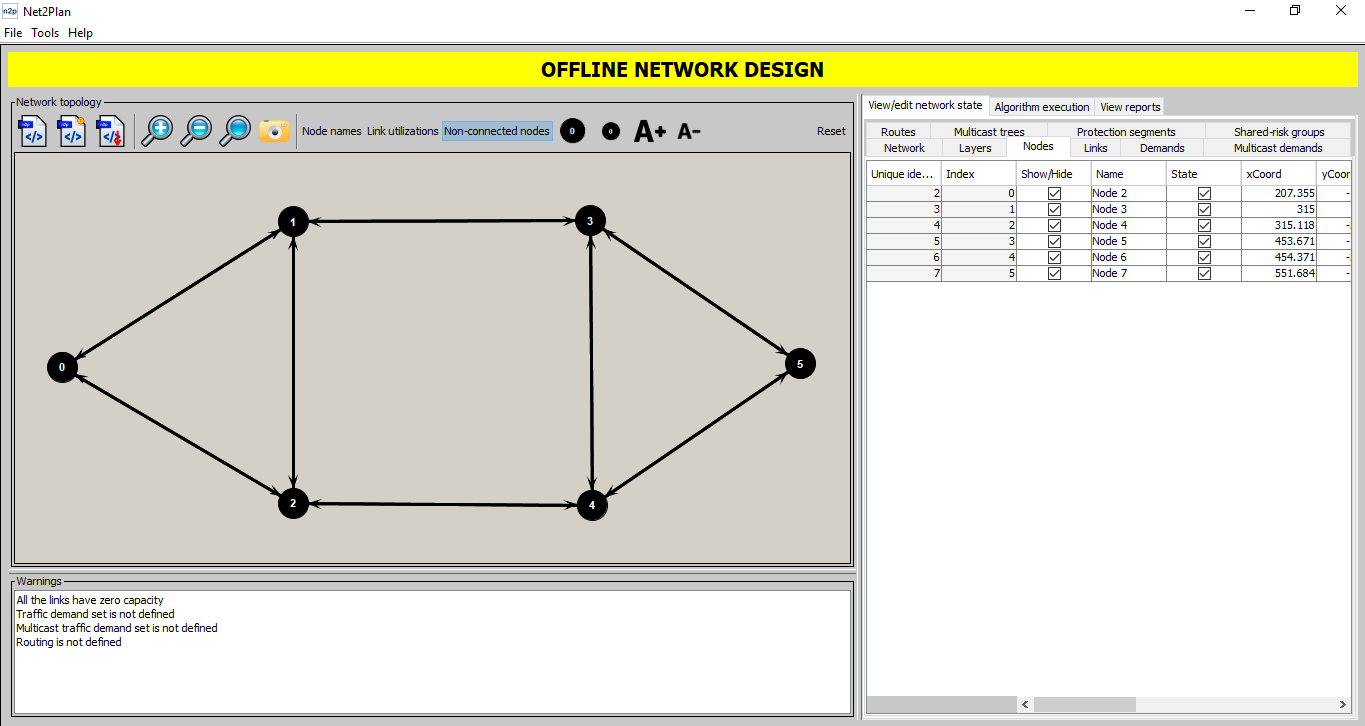 n2p Net2Plan
File Tools Help
OFFLINE NETWORK DESIGN
Network topology
Node names Link utilizations Non-connected nodes 0 0 A+ A- Reset
1
3
0
5
2
4
Warnings
All the links have zero capacity
Traffic demand set is not defined
Multicast traffic demand set is not defined
Routing is not defined
View/edit network state Algorithm execution View reports
Routes Multicast trees Protection segments Shared-risk groups
Network Layers Nodes Links Demands Multicast demands
Unique ide... Index Show/Hide Name State xCoord yCoor
2 0 Node 2 207.355 -
3 1 Node 3 315
4 2 Node 4 315.118 -
5 3 Node 5 453.671 -
6 4 Node 6 454.371 -
7 5 Node 7 551.684 -